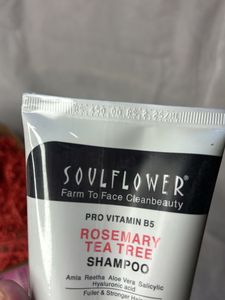 SOULFLOWER®
Farm To Face Cleanbeauty
PRO VITAMIN B5
ROSEMARY
TEA TREE
SHAMPOO
Amla Reetha Aloe Vera Salicylic
Hyaluronic acid
Fuller & Stronger